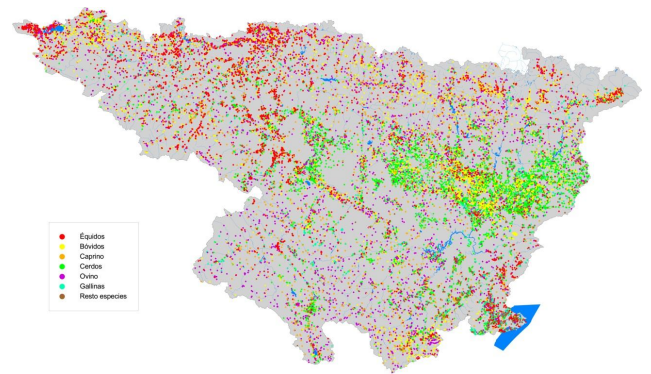 Équidos
Bóvidos
Caprino
Cerdos
Ovino
Gallinas
Resto especies